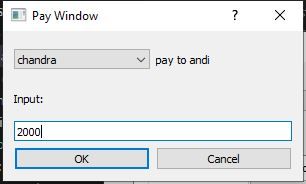 Pay Window
chandra pay to andi
Input:
2000
OK Cancel